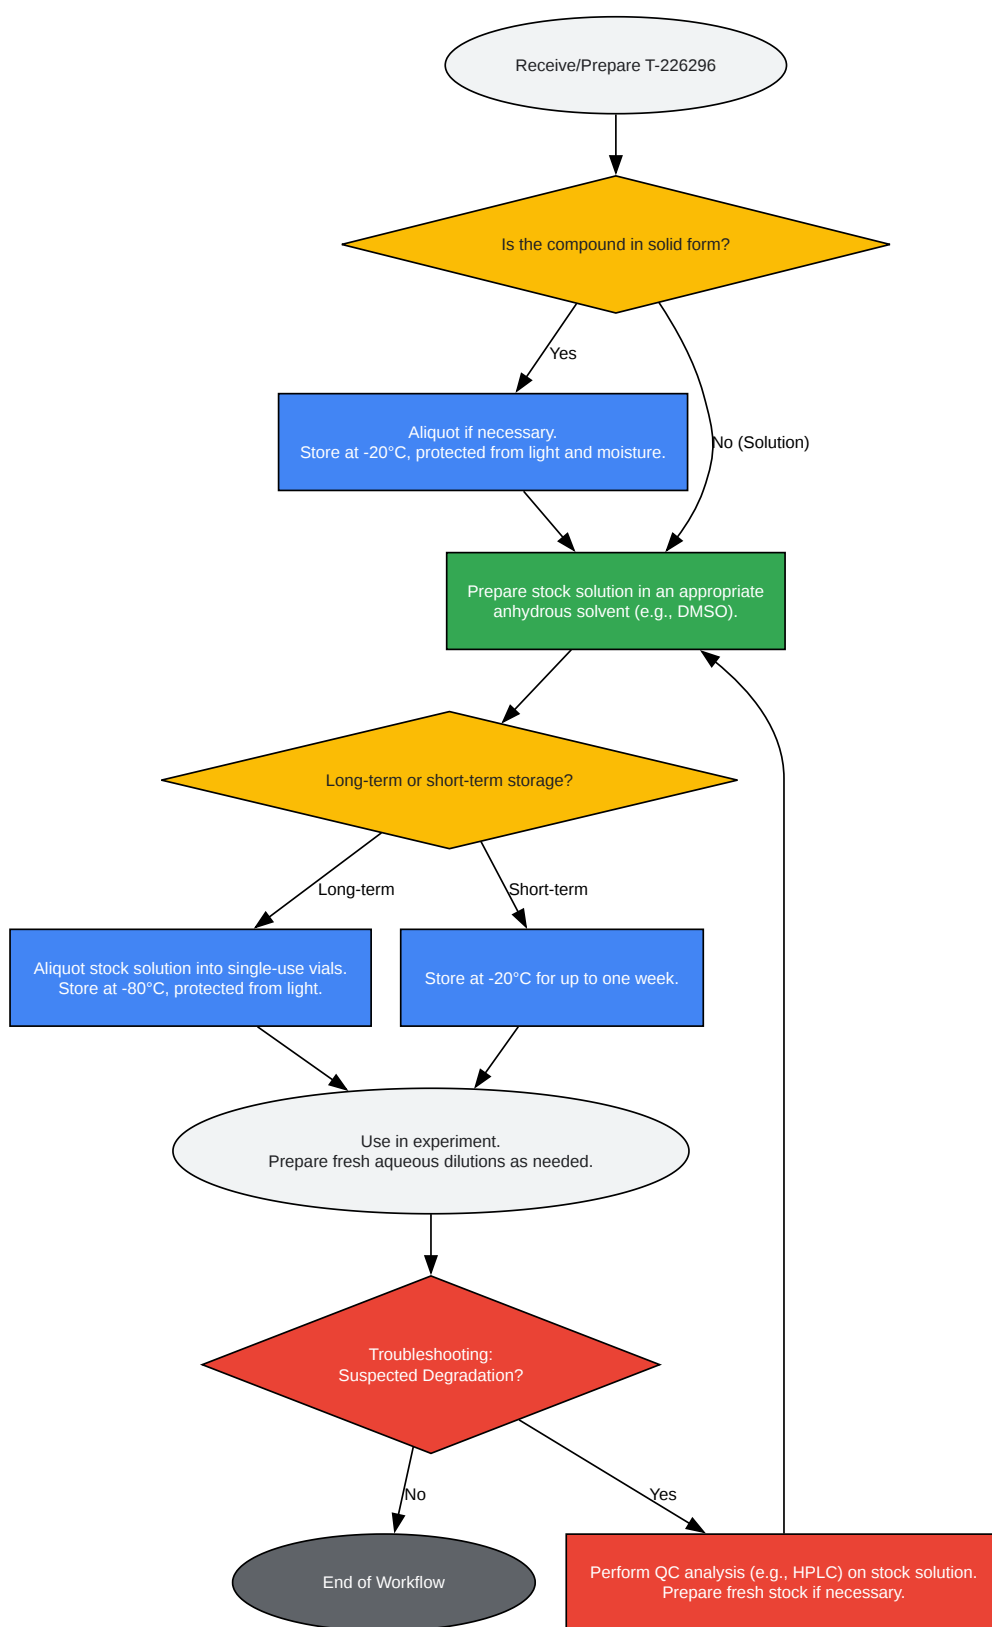 Receive/Prepare T-226296
Is the compound in solid form?
Yes
Aliquot if necessary.
Store at -20°C, protected from light and moisture.
No (Solution)
Prepare stock solution in an appropriate
anhydrous solvent (e.g., DMSO).
Long-term or short-term storage?
Long-term
Short-term
Aliquot stock solution into single-use vials.
Store at -80°C, protected from light.
Store at -20°C for up to one week.
Use in experiment.
Prepare fresh aqueous dilutions as needed.
Troubleshooting:
Suspected Degradation?
No
Yes
End of Workflow
Perform QC analysis (e.g., HPLC) on stock solution.
Prepare fresh stock if necessary.